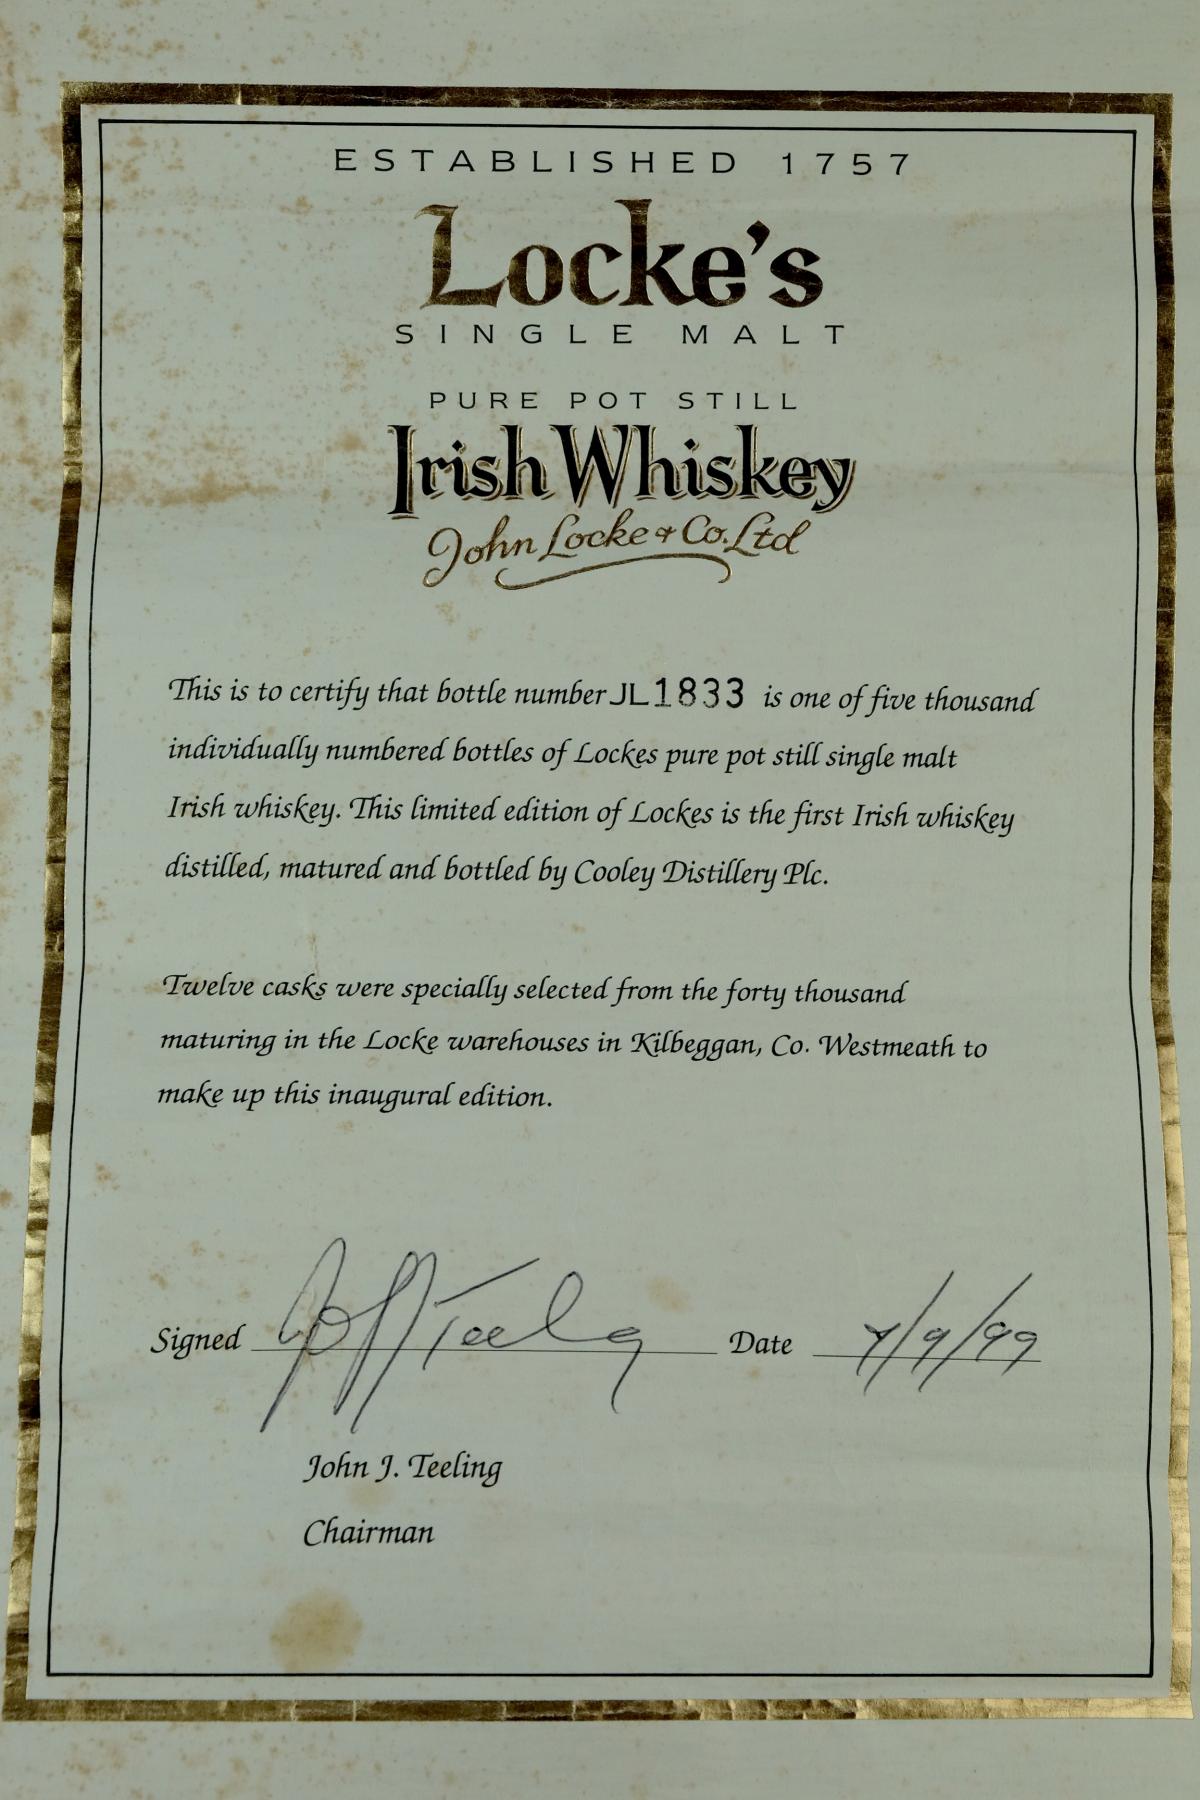 ESTABLISHED 1757
Locke's
SINGLE MALT
PURE POT STILL
Irish Whiskey
John Locke & Co. Ltd
This is to certify that bottle number JL1833 is one of five thousand
individually numbered bottles of Lockes pure pot still single malt
Irish whiskey. This limited edition of Lockes is the first Irish whiskey
distilled, matured and bottled by Cooley Distillery Plc.
Twelve casks were specially selected from the forty thousand
maturing in the Locke warehouses in Kilbeggan, Co. Westmeath to
make up this inaugural edition.
Signed John Teeling Date 7/9/99
John J. Teeling
Chairman